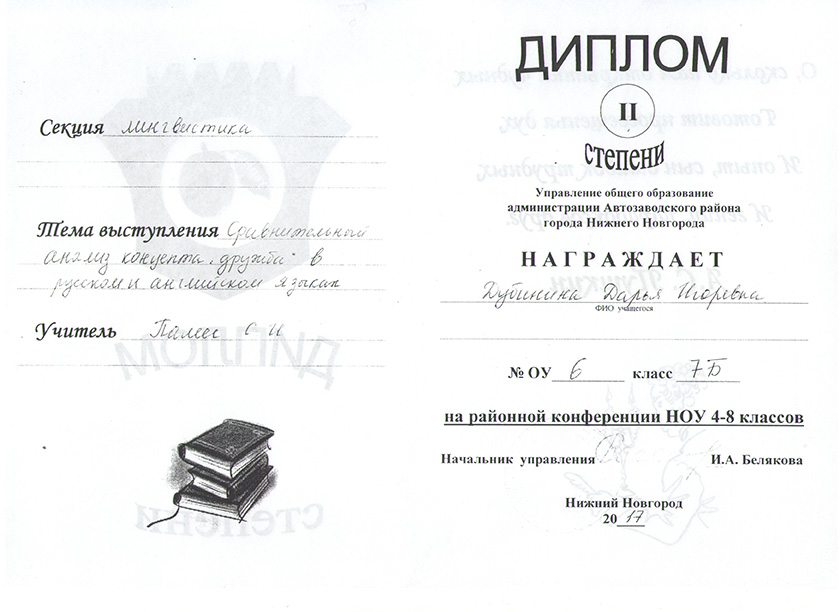 Секция лингвистика
Тема выступления Сравнительный
анализ концепта „дружба" в
русском и английском языках
Учитель С И
ДИПЛОМ
II
степени
Управление общего образование
администрации Автозаводского района
города Нижнего Новгорода
НАГРАЖДАЕТ
Дубинина Дарья Игоревна
ФИО учащегося
№ ОУ 6 класс 7Б
на районной конференции НОУ 4-8 классов
Начальник управления И.А. Белякова
Нижний Новгород
2017